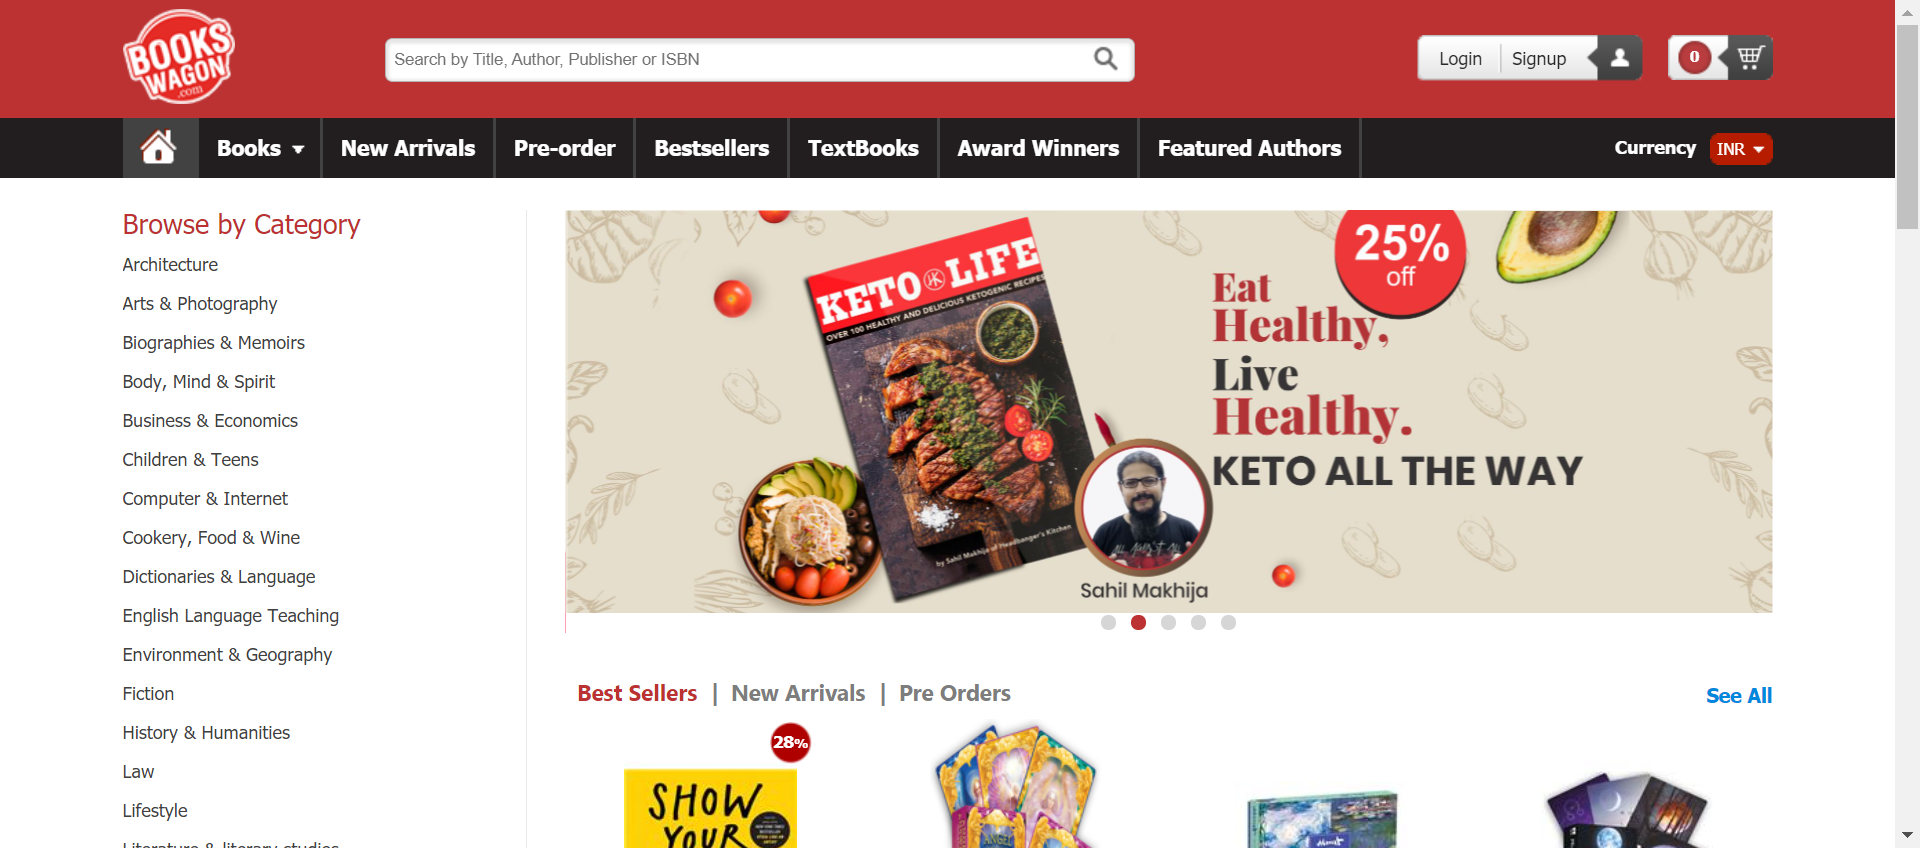 BOOKS
WAGON
.com
Search by Title, Author, Publisher or ISBN
Login
Signup
0
Books
New Arrivals
Pre-order
Bestsellers
TextBooks
Award Winners
Featured Authors
Currency
INR
Browse by Category
Architecture
Arts & Photography
Biographies & Memoirs
Body, Mind & Spirit
Business & Economics
Children & Teens
Computer & Internet
Cookery, Food & Wine
Dictionaries & Language
English Language Teaching
Environment & Geography
Fiction
History & Humanities
Law
Lifestyle
Literature & literary studies
KETO LIFE
OVER 100 HEALTHY AND DELICIOUS KETOGENIC RECIPES
by Sahil Makhija of Headbanger's Kitchen
25%
off
Eat
Healthy,
Live
Healthy.
KETO ALL THE WAY
Sahil Makhija
Best Sellers | New Arrivals | Pre Orders
See All
28%
SHOW
YOUR
ANGEL